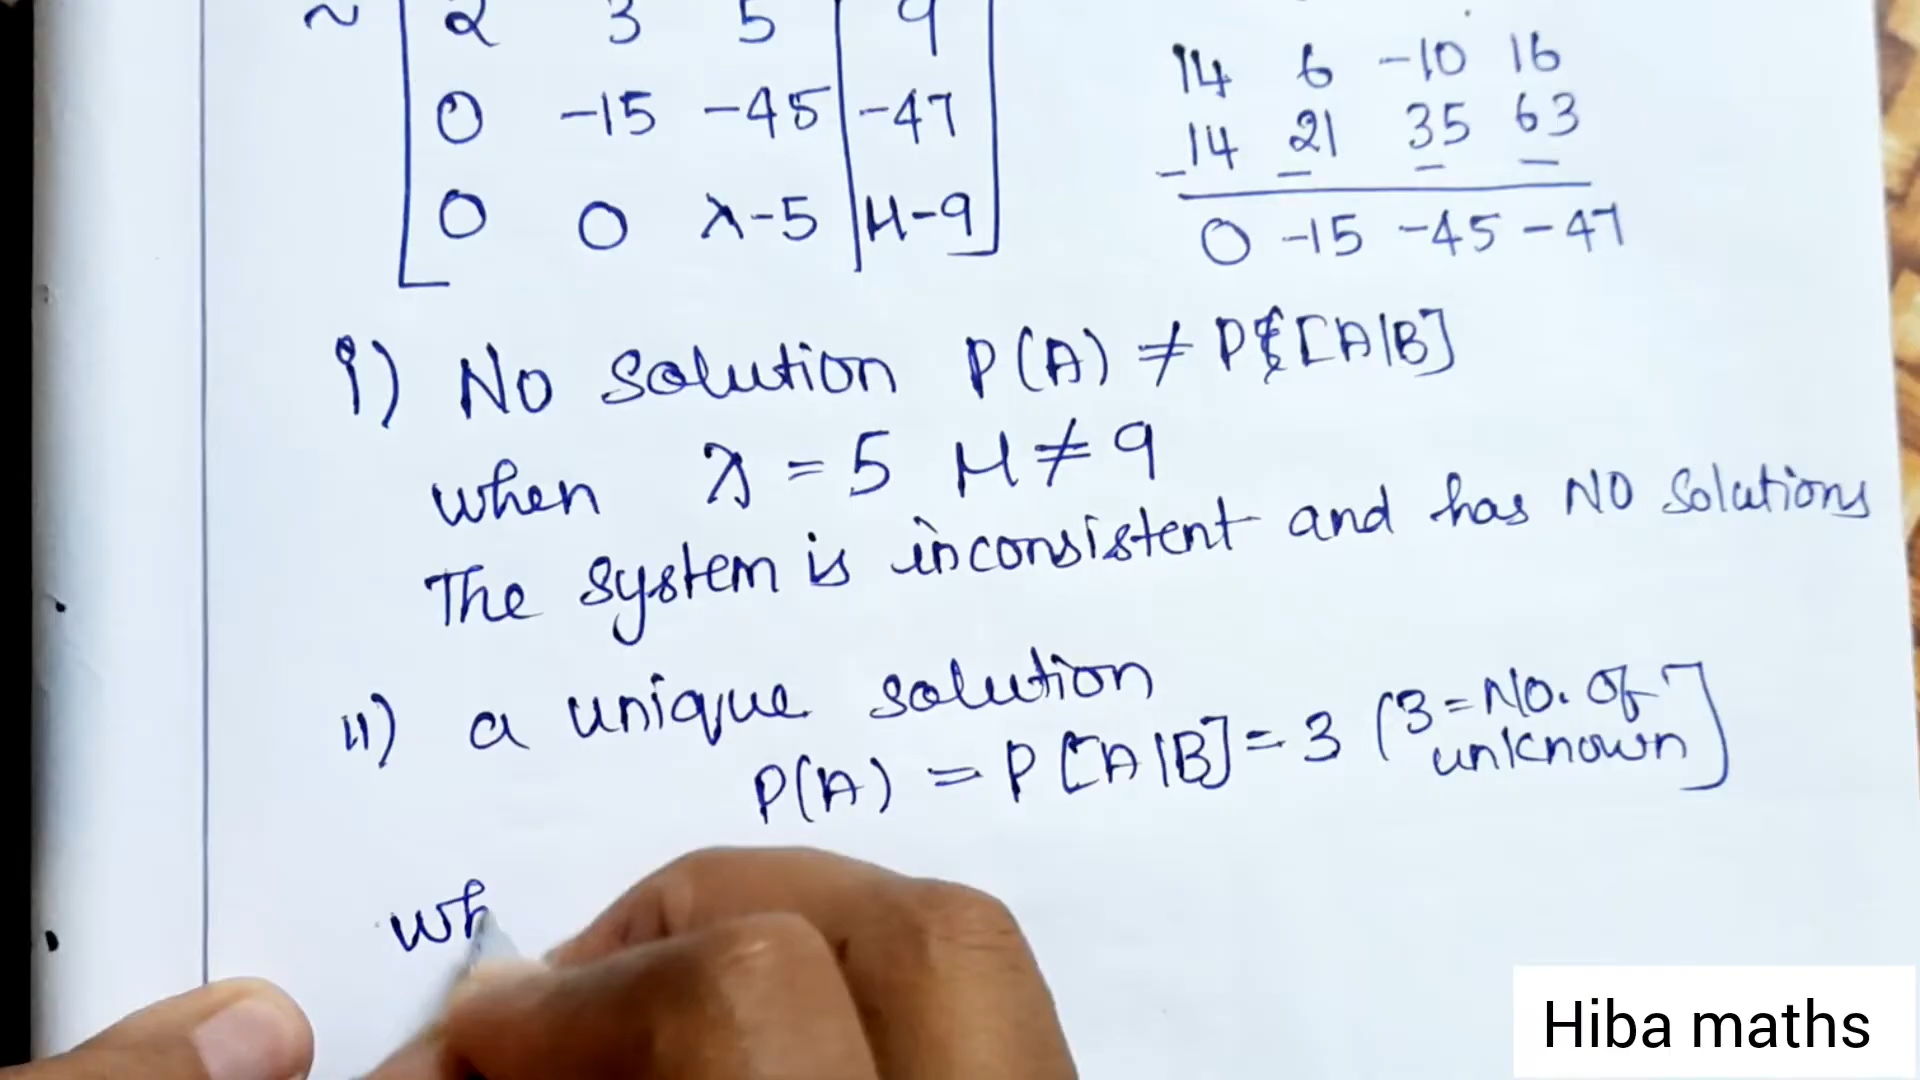 ~ 2 3 5 9
0 -15 -45 -47
0 0 λ-5 μ-9
14 6 -10 16
14 21 35 63
- - - -
0 -15 -45 -47
i) No solution ρ(A) ≠ ρ[A|B]
when λ = 5 μ ≠ 9
The system is inconsistent and has NO Solutions
ii) a unique solution
ρ(A) = ρ[A|B] = 3 (3 = No. of
unknown]
wh
Hiba maths